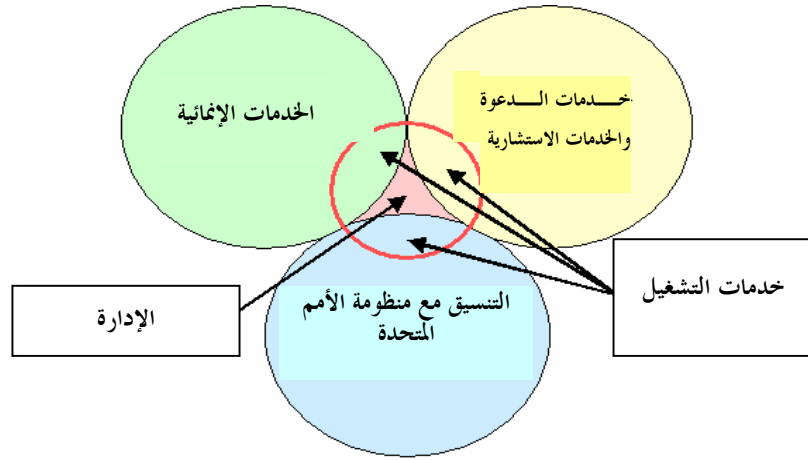 خدمات الدعوة
والخدمات الاستشارية
الخدمات الإنمائية
خدمات التشغيل
التنسيق مع منظومة الأمم
المتحدة
الإدارة